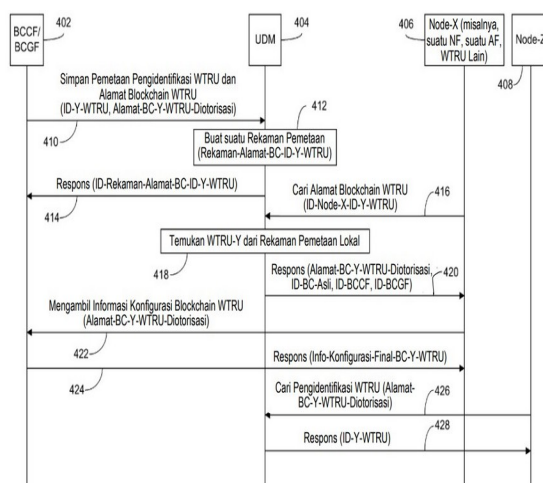 BCCF/
BCGF
402
UDM
404
406
Node-X (misalnya,
suatu NF, suatu AF,
WTRU Lain)
Node-Z
408
Simpan Pemetaan Pengidentifikasi WTRU dan
Alamat Blockchain WTRU
(ID-Y-WTRU, Alamat-BC-Y-WTRU-Diotorisasi)
410
412
Buat suatu Rekaman Pemetaan
(Rekaman-Alamat-BC-ID-Y-WTRU)
Respons (ID-Rekaman-Alamat-BC-ID-Y-WTRU)
414
Cari Alamat Blockchain WTRU
(ID-Node-X-ID-Y-WTRU)
416
Temukan WTRU-Y dari Rekaman Pemetaan Lokal
418
Respons (Alamat-BC-Y-WTRU-Diotorisasi,
ID-BC-Asli, ID-BCCF, ID-BCGF)
420
Mengambil Informasi Konfigurasi Blockchain WTRU
(Alamat-BC-Y-WTRU-Diotorisasi)
422
Respons (Info-Konfigurasi-Final-BC-Y-WTRU)
424
Cari Pengidentifikasi WTRU (Alamat-
BC-Y-WTRU-Diotorisasi)
426
428
Respons (ID-Y-WTRU)